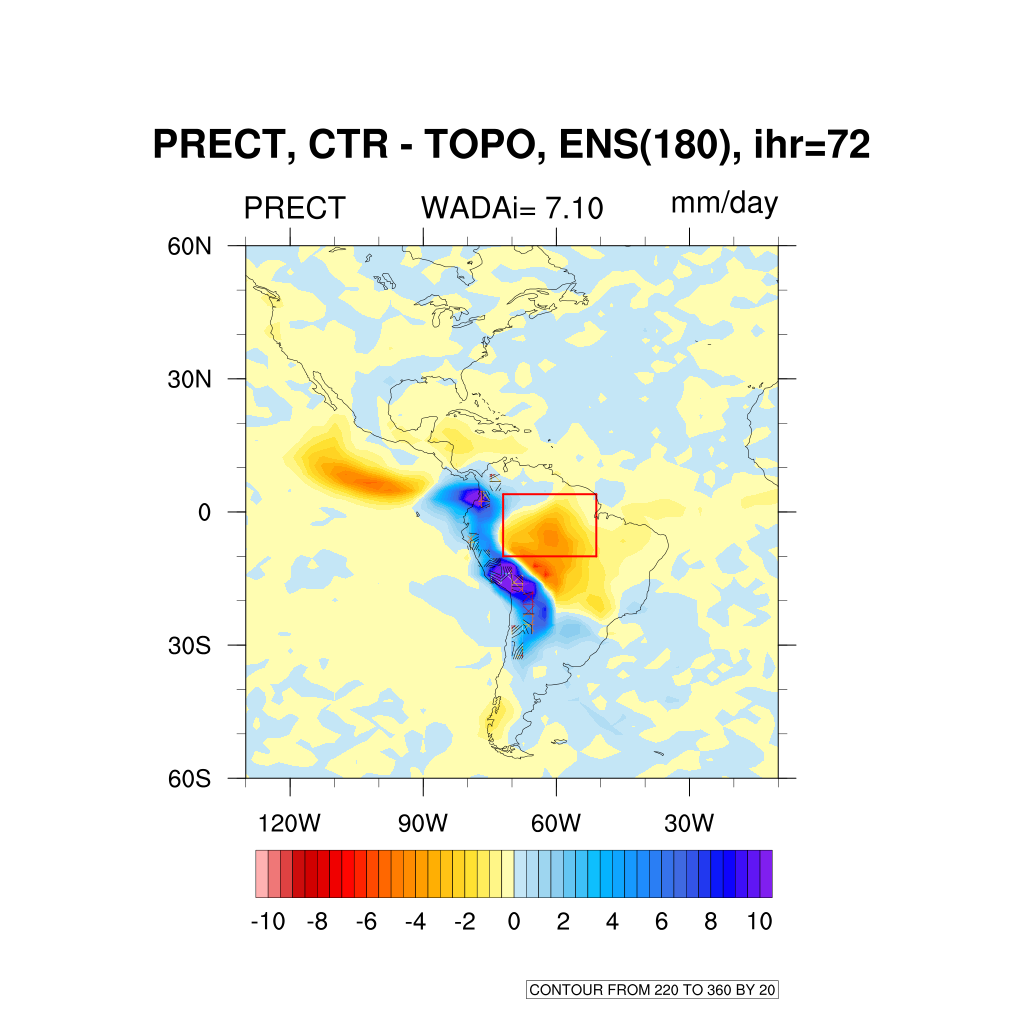 PRECT, CTR - TOPO, ENS(180), ihr=72
PRECT WADAi= 7.10 mm/day
60N
30N
0
30S
60S
120W 90W 60W 30W
-10 -8 -6 -4 -2 0 2 4 6 8 10
CONTOUR FROM 220 TO 360 BY 20